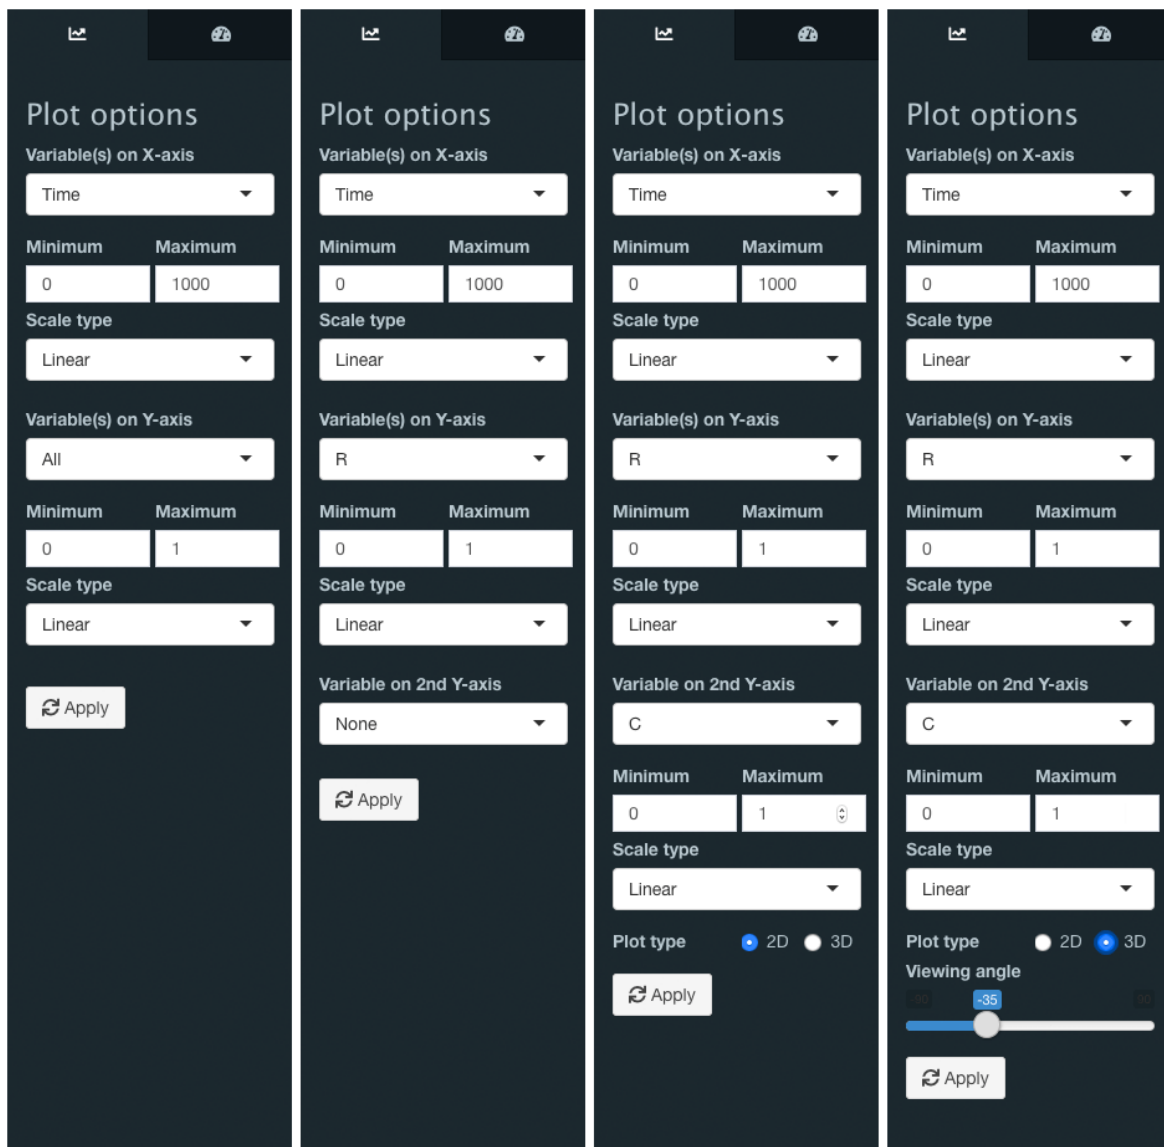 Plot options
Variable(s) on X-axis
Time
Minimum Maximum
0 1000
Scale type
Linear
Variable(s) on Y-axis
All
Minimum Maximum
0 1
Scale type
Linear
Apply
Plot options
Variable(s) on X-axis
Time
Minimum Maximum
0 1000
Scale type
Linear
Variable(s) on Y-axis
R
Minimum Maximum
0 1
Scale type
Linear
Variable on 2nd Y-axis
None
Apply
Plot options
Variable(s) on X-axis
Time
Minimum Maximum
0 1000
Scale type
Linear
Variable(s) on Y-axis
R
Minimum Maximum
0 1
Scale type
Linear
Variable on 2nd Y-axis
C
Minimum Maximum
0 1
Scale type
Linear
Plot type 2D 3D
Apply
Plot options
Variable(s) on X-axis
Time
Minimum Maximum
0 1000
Scale type
Linear
Variable(s) on Y-axis
R
Minimum Maximum
0 1
Scale type
Linear
Variable on 2nd Y-axis
C
Minimum Maximum
0 1
Scale type
Linear
Plot type 2D 3D
Viewing angle
-35
Apply